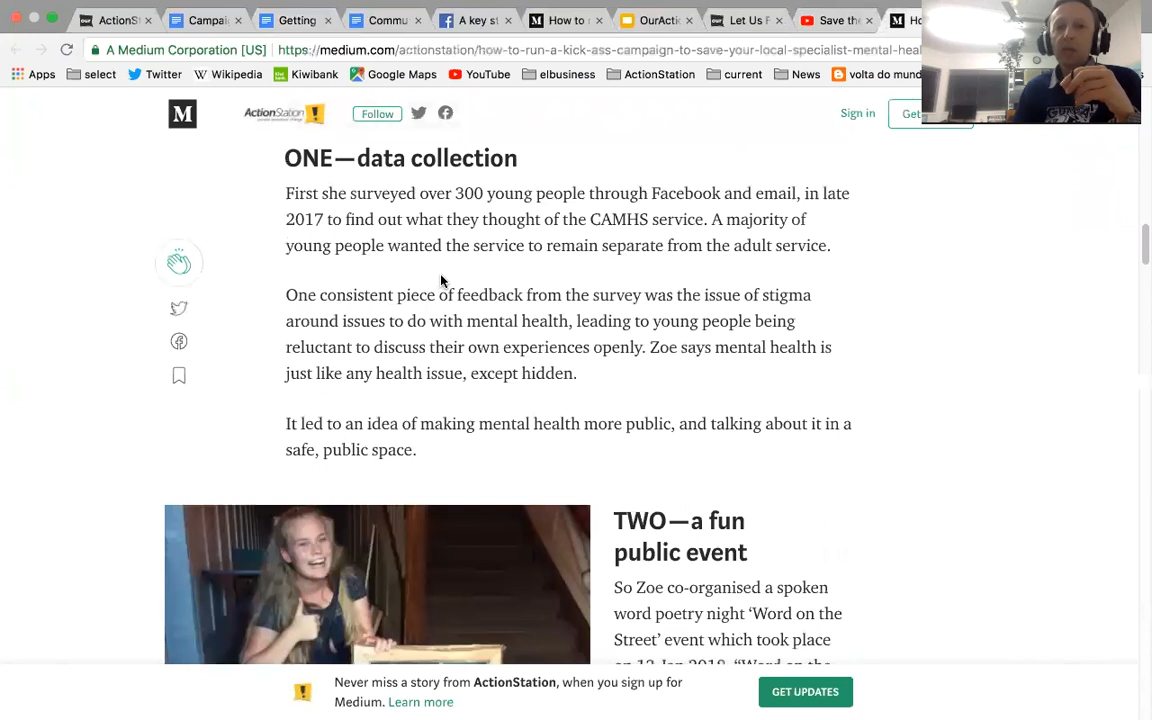 ActionSt
Campai
Getting
Commu
A key st
How to r
OurActio
Let Us F
Save the
Ho
A Medium Corporation [US]
https://medium.com/actionstation/how-to-run-a-kick-ass-campaign-to-save-your-local-specialist-mental-heal
Apps
select
Twitter
Wikipedia
Kiwibank
Google Maps
YouTube
elbusiness
ActionStation
current
News
volta do mund
M
ActionStation
Follow
Sign in
Get
ONE—data collection
First she surveyed over 300 young people through Facebook and email, in late
2017 to find out what they thought of the CAMHS service. A majority of
young people wanted the service to remain separate from the adult service.
One consistent piece of feedback from the survey was the issue of stigma
around issues to do with mental health, leading to young people being
reluctant to discuss their own experiences openly. Zoe says mental health is
just like any health issue, except hidden.
It led to an idea of making mental health more public, and talking about it in a
safe, public space.
TWO—a fun
public event
So Zoe co-organised a spoken
word poetry night ‘Word on the
Street’ event which took place
on 12 Jan 2018. “Word on the
Never miss a story from ActionStation, when you sign up for
Medium. Learn more
GET UPDATES